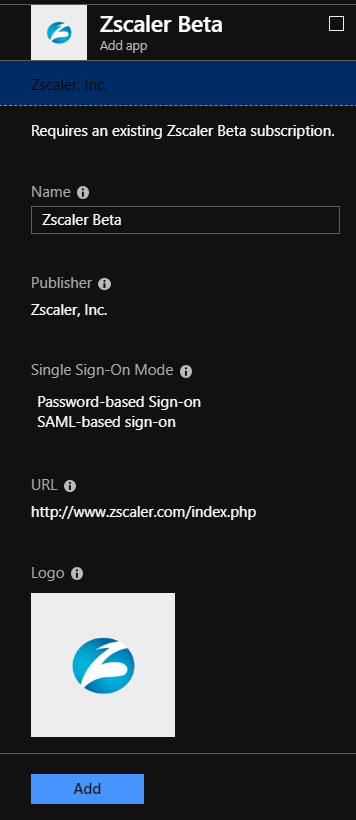 Zscaler Beta
Add app
Zscaler, Inc.
Requires an existing Zscaler Beta subscription.
Name
Zscaler Beta
Publisher
Zscaler, Inc.
Single Sign-On Mode
Password-based Sign-on
SAML-based sign-on
URL
http://www.zscaler.com/index.php
Logo
Add